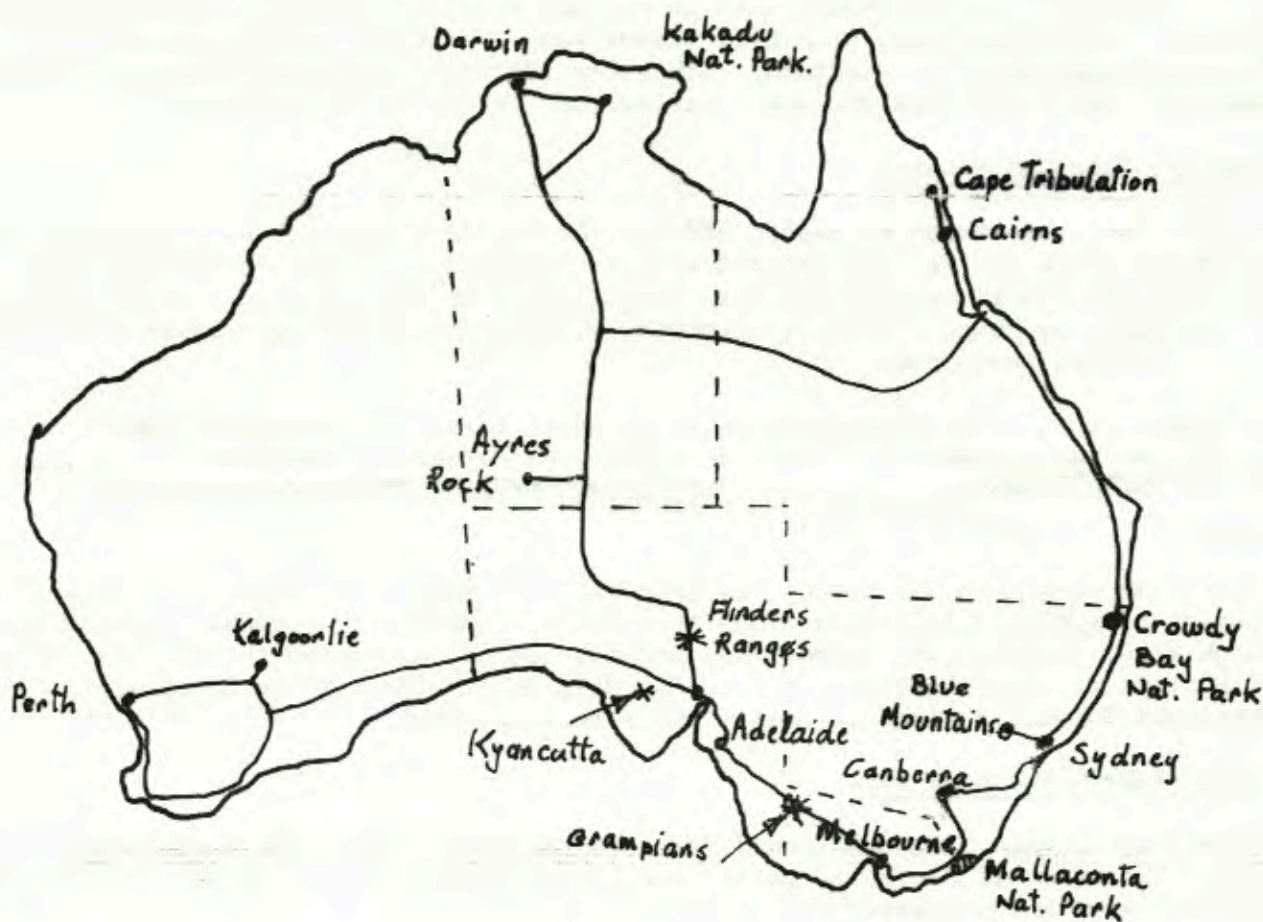 Darwin
Kakadu
Nat. Park.
Cape Tribulation
Cairns
Ayres
Rock
Flinders
Ranges
Kalgoorlie
Perth
Kyancutta
Adelaide
Blue
Mountains
Crowdy
Bay
Nat. Park
Sydney
Canberra
Grampians
Melbourne
Mallaconta
Nat. Park